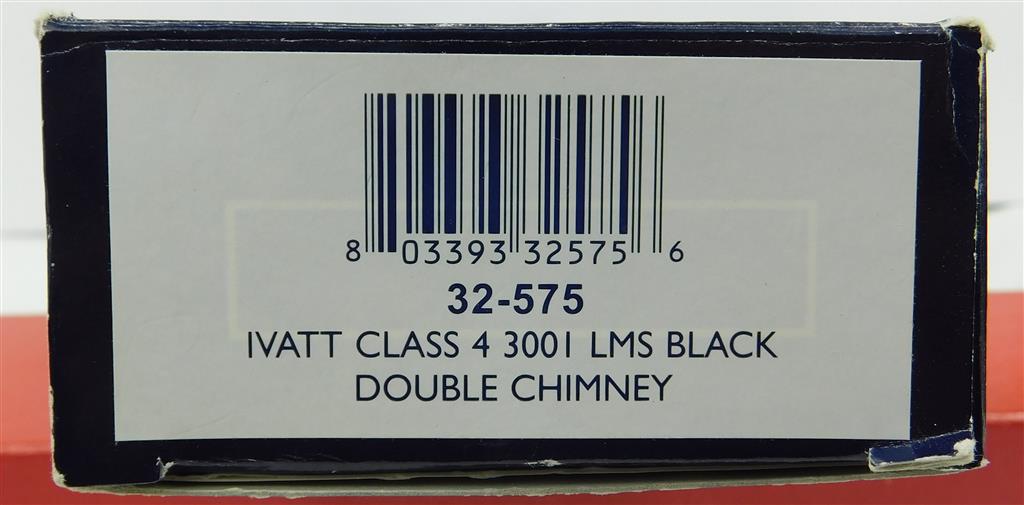 8 03393 32575 6
32-575
IVATT CLASS 4 3001 LMS BLACK
DOUBLE CHIMNEY